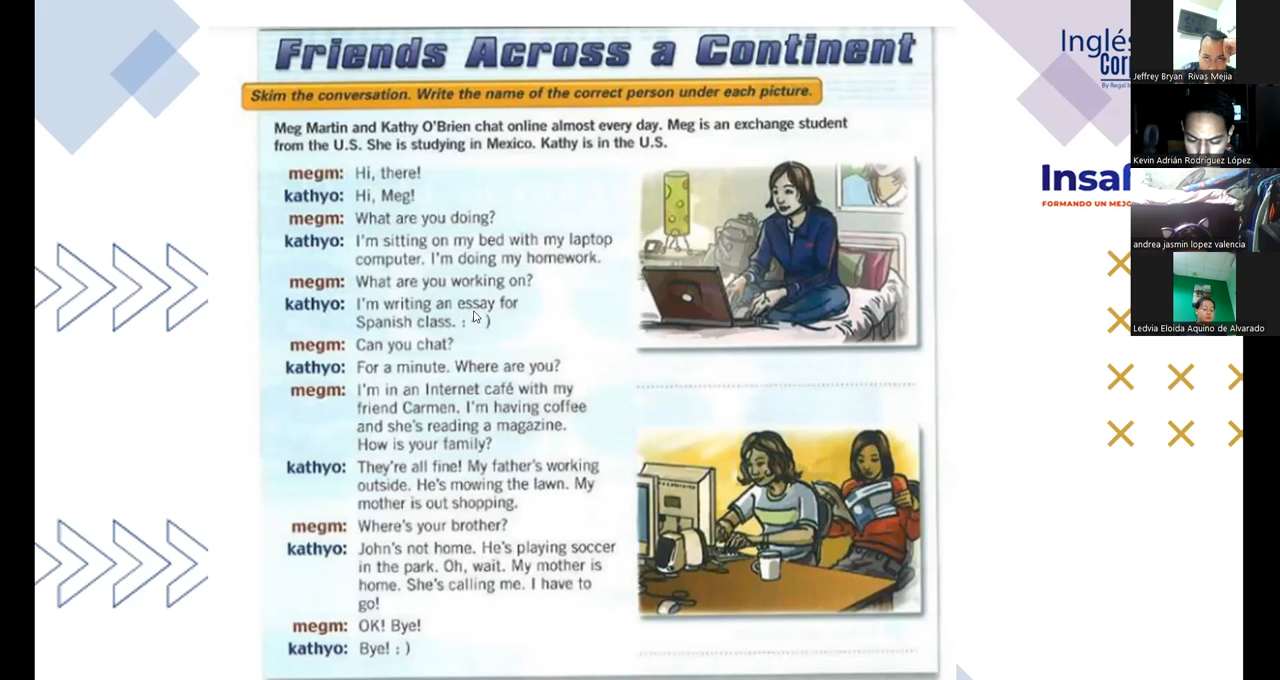 Friends Across a Continent
Skim the conversation. Write the name of the correct person under each picture.
Meg Martin and Kathy O'Brien chat online almost every day. Meg is an exchange student
from the U.S. She is studying in Mexico. Kathy is in the U.S.
megm: Hi, there!
kathyo: Hi, Meg!
megm: What are you doing?
kathyo: I'm sitting on my bed with my laptop
computer. I'm doing my homework.
megm: What are you working on?
kathyo: I'm writing an essay for
Spanish class. : )
megm: Can you chat?
kathyo: For a minute. Where are you?
megm: I'm in an Internet café with my
friend Carmen. I'm having coffee
and she's reading a magazine.
How is your family?
kathyo: They're all fine! My father's working
outside. He's mowing the lawn. My
mother is out shopping.
megm: Where's your brother?
kathyo: John's not home. He's playing soccer
in the park. Oh, wait. My mother is
home. She's calling me. I have to
go!
megm: OK! Bye!
kathyo: Bye! : )
Inglés
Cor
By Regal
Insaf
FORMANDO UN MEJO
Jeffrey Bryan Rivas Mejia
Kevin Adrián Rodríguez López
andrea jasmin lopez valencia
Ledvia Eloída Aquino de Alvarado